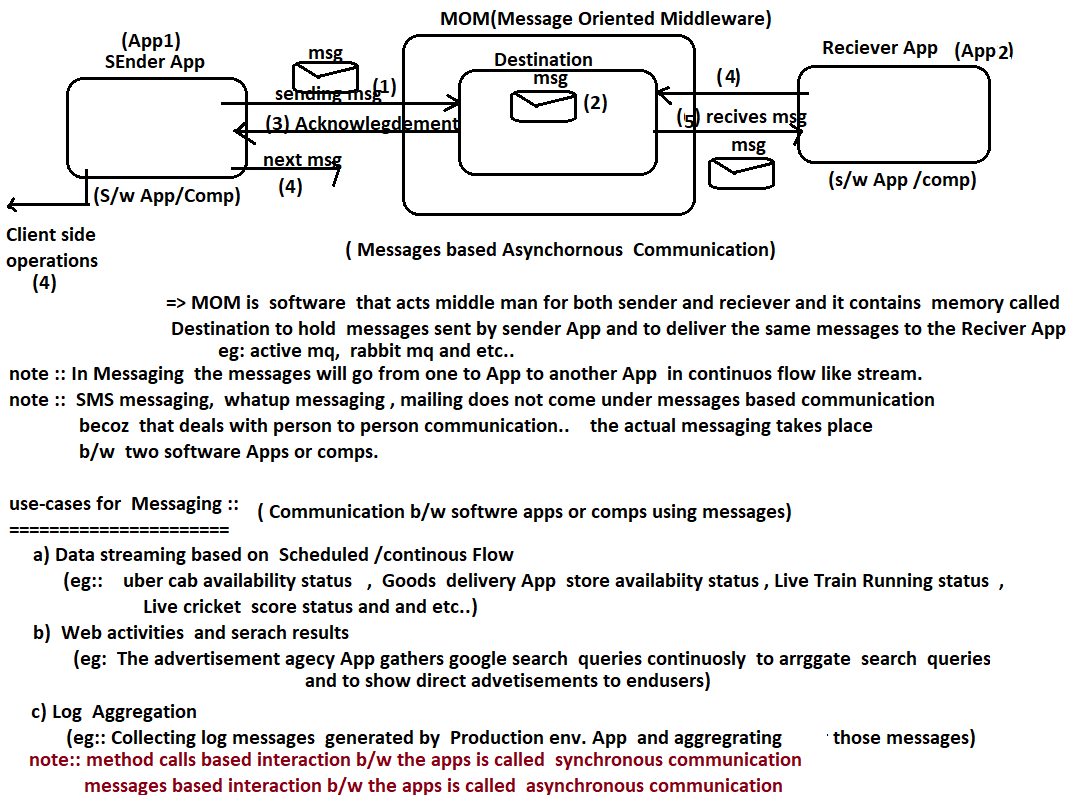 MOM(Message Oriented Middleware)
(App1)
SEnder App
msg
(1)
sending msg
Destination
msg
(2)
Reciever App (App2)
(4)
(3) Acknowlegdement
(5) recives msg
msg
next msg
(4)
(S/w App/Comp)
(s/w App /comp)
Client side
operations
(4)
( Messages based Asynchornous Communication)
=> MOM is software that acts middle man for both sender and reciever and it contains memory called
Destination to hold messages sent by sender App and to deliver the same messages to the Reciver App
eg: active mq, rabbit mq and etc..
note :: In Messaging the messages will go from one to App to another App in continuos flow like stream.
note :: SMS messaging, whatup messaging , mailing does not come under messages based communication
becoz that deals with person to person communication.. the actual messaging takes place
b/w two software Apps or comps.
use-cases for Messaging :: ( Communication b/w softwre apps or comps using messages)
======================
a) Data streaming based on Scheduled /continous Flow
(eg:: uber cab availability status , Goods delivery App store availabiity status , Live Train Running status ,
Live cricket score status and and etc..)
b) Web activities and serach results
(eg: The advertisement agecy App gathers google search queries continuosly to arrggate search queries
and to show direct advetisements to endusers)
c) Log Aggregation
(eg:: Collecting log messages generated by Production env. App and aggregrating those messages)
note:: method calls based interaction b/w the apps is called synchronous communication
messages based interaction b/w the apps is called asynchronous communication